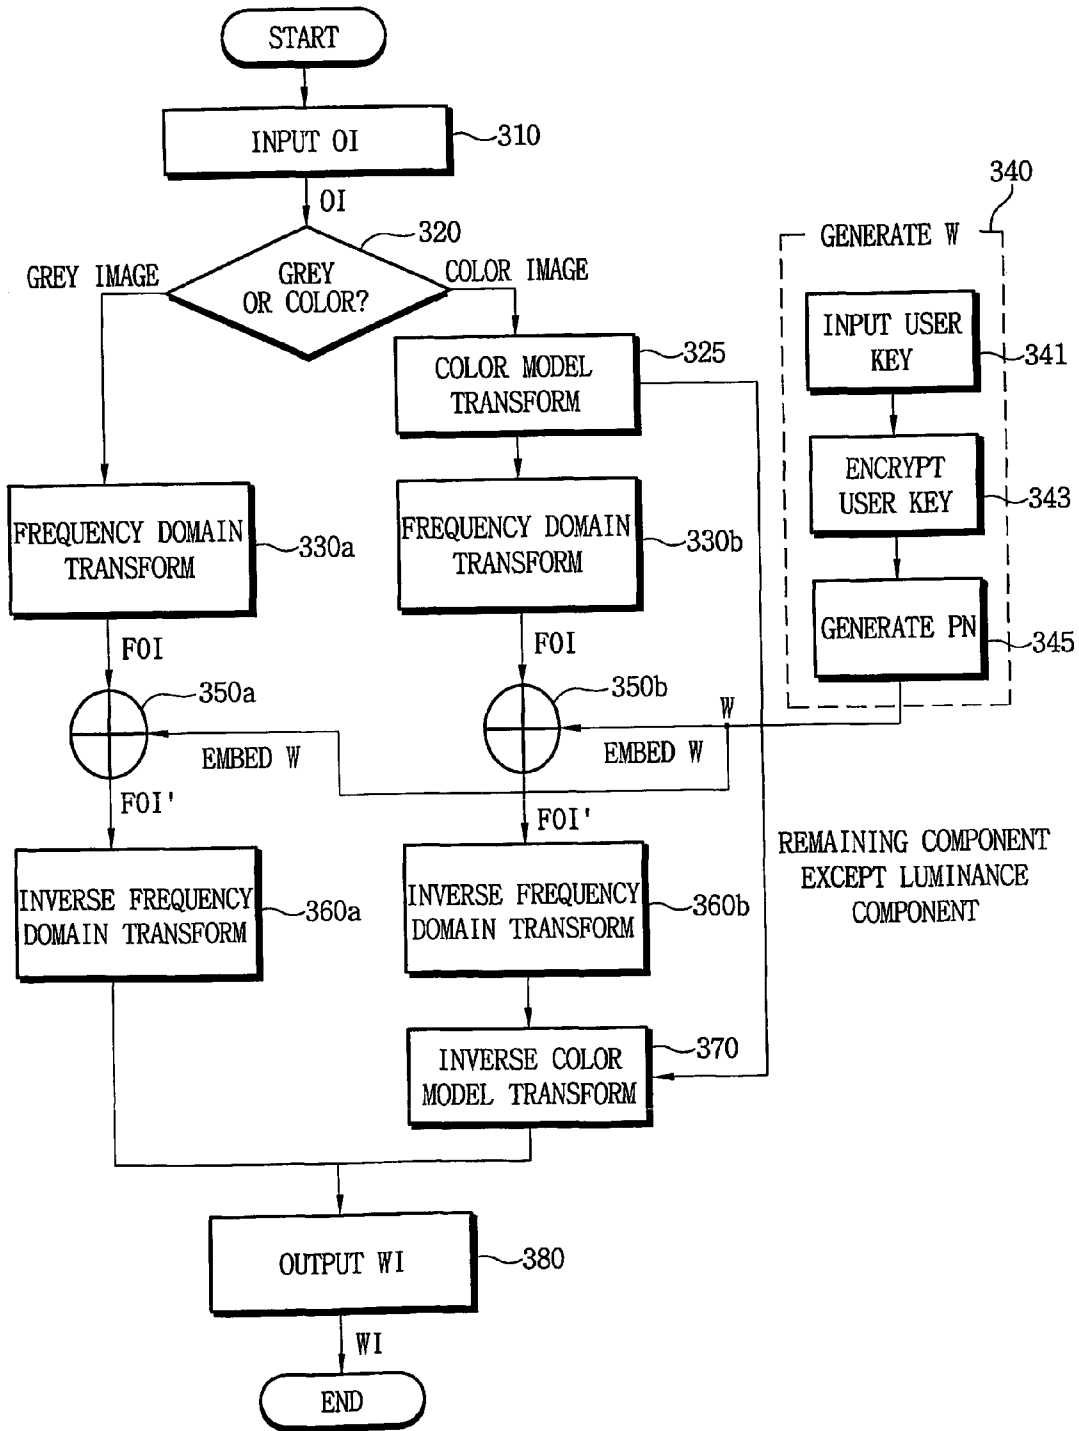 START
INPUT OI
310
OI
320
GREY IMAGE
GREY
OR COLOR?
COLOR IMAGE
340
GENERATE W
INPUT USER
KEY
341
325
COLOR MODEL
TRANSFORM
ENCRYPT
USER KEY
343
FREQUENCY DOMAIN
TRANSFORM
330a
FREQUENCY DOMAIN
TRANSFORM
330b
GENERATE PN
345
FOI
FOI
350a
350b
W
EMBED W
EMBED W
FOI'
FOI'
REMAINING COMPONENT
EXCEPT LUMINANCE
COMPONENT
INVERSE FREQUENCY
DOMAIN TRANSFORM
360a
INVERSE FREQUENCY
DOMAIN TRANSFORM
360b
INVERSE COLOR
MODEL TRANSFORM
370
OUTPUT WI
380
WI
END